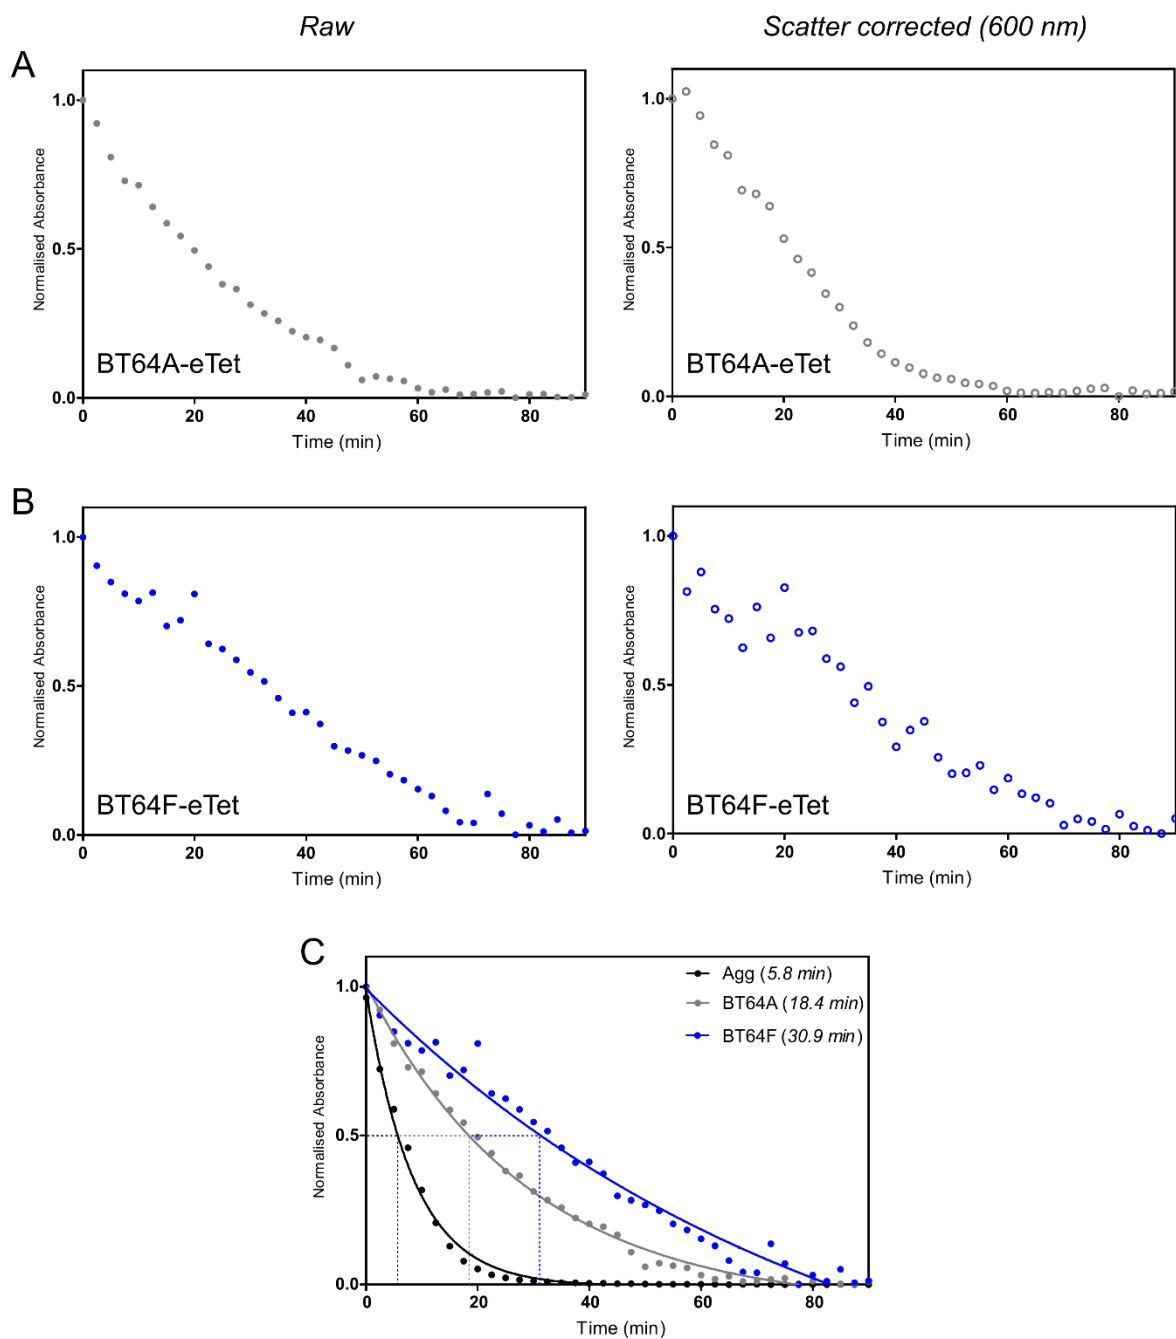 Raw
Scatter corrected (600 nm)
A
1.0
0.5
0.0
Normalised Absorbance
BT64A-eTet
0 20 40 60 80
Time (min)
1.0
0.5
0.0
Normalised Absorbance
BT64A-eTet
0 20 40 60 80
Time (min)
B
1.0
0.5
0.0
Normalised Absorbance
BT64F-eTet
0 20 40 60 80
Time (min)
1.0
0.5
0.0
Normalised Absorbance
BT64F-eTet
0 20 40 60 80
Time (min)
C
1.0
0.5
0.0
Normalised Absorbance
Agg (5.8 min)
BT64A (18.4 min)
BT64F (30.9 min)
0 20 40 60 80
Time (min)